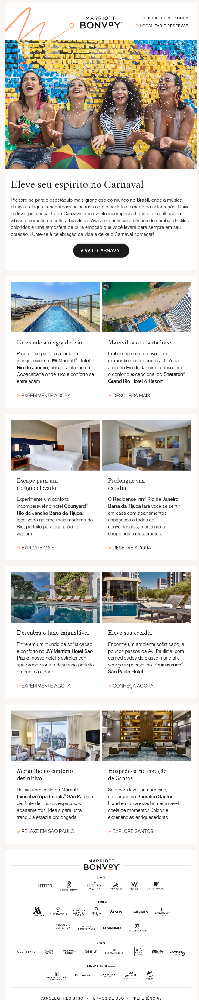 MARRIOTT
BONVOY®
» REGISTRE-SE AGORA
» LOCALIZAR E RESERVAR
Eleve seu espírito no Carnaval
Prepare-se para o espetáculo mais grandioso do mundo no Brasil, onde a música,
dança e alegria transbordam pelas ruas com o espírito animado da celebração. Deixe-
se levar pelo encanto do Carnaval, um evento incomparável que o mergulhará no
vibrante coração da cultura brasileira. Viva a experiência autêntica do samba, desfiles
coloridos e uma atmosfera de pura emoção que você levará para sempre em seu
coração. Junte-se à celebração da vida e deixe o Carnaval começar!
VIVA O CARNAVAL
Desvende a magia do Rio
Prepare-se para uma jornada
inesquecível no JW Marriott® Hotel
Rio de Janeiro, nosso santuário em
Copacabana onde luxo e conforto se
entrelaçam.
» EXPERIMENTE AGORA
Maravilhas encantadoras
Embarque em uma aventura
extraordinária em um resort pé-na-
areia no Rio de Janeiro, e descubra
o conforto excepcional do Sheraton®
Grand Rio Hotel & Resort.
» DESCUBRA MAIS
Escape para um
refúgio elevado
Experimente um conforto
incomparável no hotel Courtyard®
Rio de Janeiro Barra da Tijuca,
localizado na área mais moderna do
Rio, perfeito para sua próxima
viagem.
» EXPLORE MAIS
Prolongue sua
estadia
O Residence Inn® Rio de Janeiro
Barra da Tijuca fará você se sentir
em casa com apartamentos
espaçosos e todas as
conveniências, e próximo a
shoppings e restaurantes.
» RESERVE AGORA
Descubra o luxo inigualável
Entre em um mundo de sofisticação
e conforto no JW Marriott Hotel São
Paulo, nosso hotel 5 estrelas com
spa proporciona o descanso perfeito
em meio à cidade.
» EXPERIMENTE AGORA
Eleve sua estadia
Encontre um ambiente sofisticado, a
poucos passos da Av. Paulista, com
comodidades de classe mundial e
serviço impecável no Renaissance®
São Paulo Hotel.
» CONHEÇA AGORA
Mergulhe no conforto
definitivo
Relaxe com estilo no Marriott
Executive Apartments® São Paulo e
desfrute de nossos espaçosos
apartamentos, ideais para uma
tranquila estadia prolongada.
» RELAXE EM SÃO PAULO
Hospede-se no coração
de Santos
Seja para lazer ou negócios,
embarque no Sheraton Santos
Hotel em uma estadia memorável,
cheia de momentos únicos e
experiências enriquecedoras.
» EXPLORE SANTOS
MARRIOTT
BONVOY®
LUXURY
EDITION
THE RITZ-CARLTON
THE
LUXURY
COLLECTION
ST REGIS
W
HOTELS
JW MARRIOTT
PREMIUM
MARRIOTT
SHERATON
THE
MARRIOTT
VACATION
CLUBS
DELTA
HOTELS
WESTIN
LE MERIDIEN
R
RENAISSANCE®
HOTELS
AUTOGRAPH
COLLECTION®
HOTELS
TRIBUTE
PORTFOLIO
DESIGN HOTELS
GAYLORD HOTELS®
SELECT
COURTYARD®
FOUR
POINTS
SPRINGHILL
SUITES®
Fairfield®
PROTEA HOTELS.
AC
HOTELS
MARRIOTT
aloft
moxy
HOTELS
ESTADIAS PROLONGADAS
HOMES & VILLAS
by MARRIOTT BONVOY
Residence INN.
TOWNEPLACE
SUITES®
Marriott
EXECUTIVE APARTMENTS
element
CANCELAR REGISTRO • TERMOS DE USO • PREFERÊNCIAS